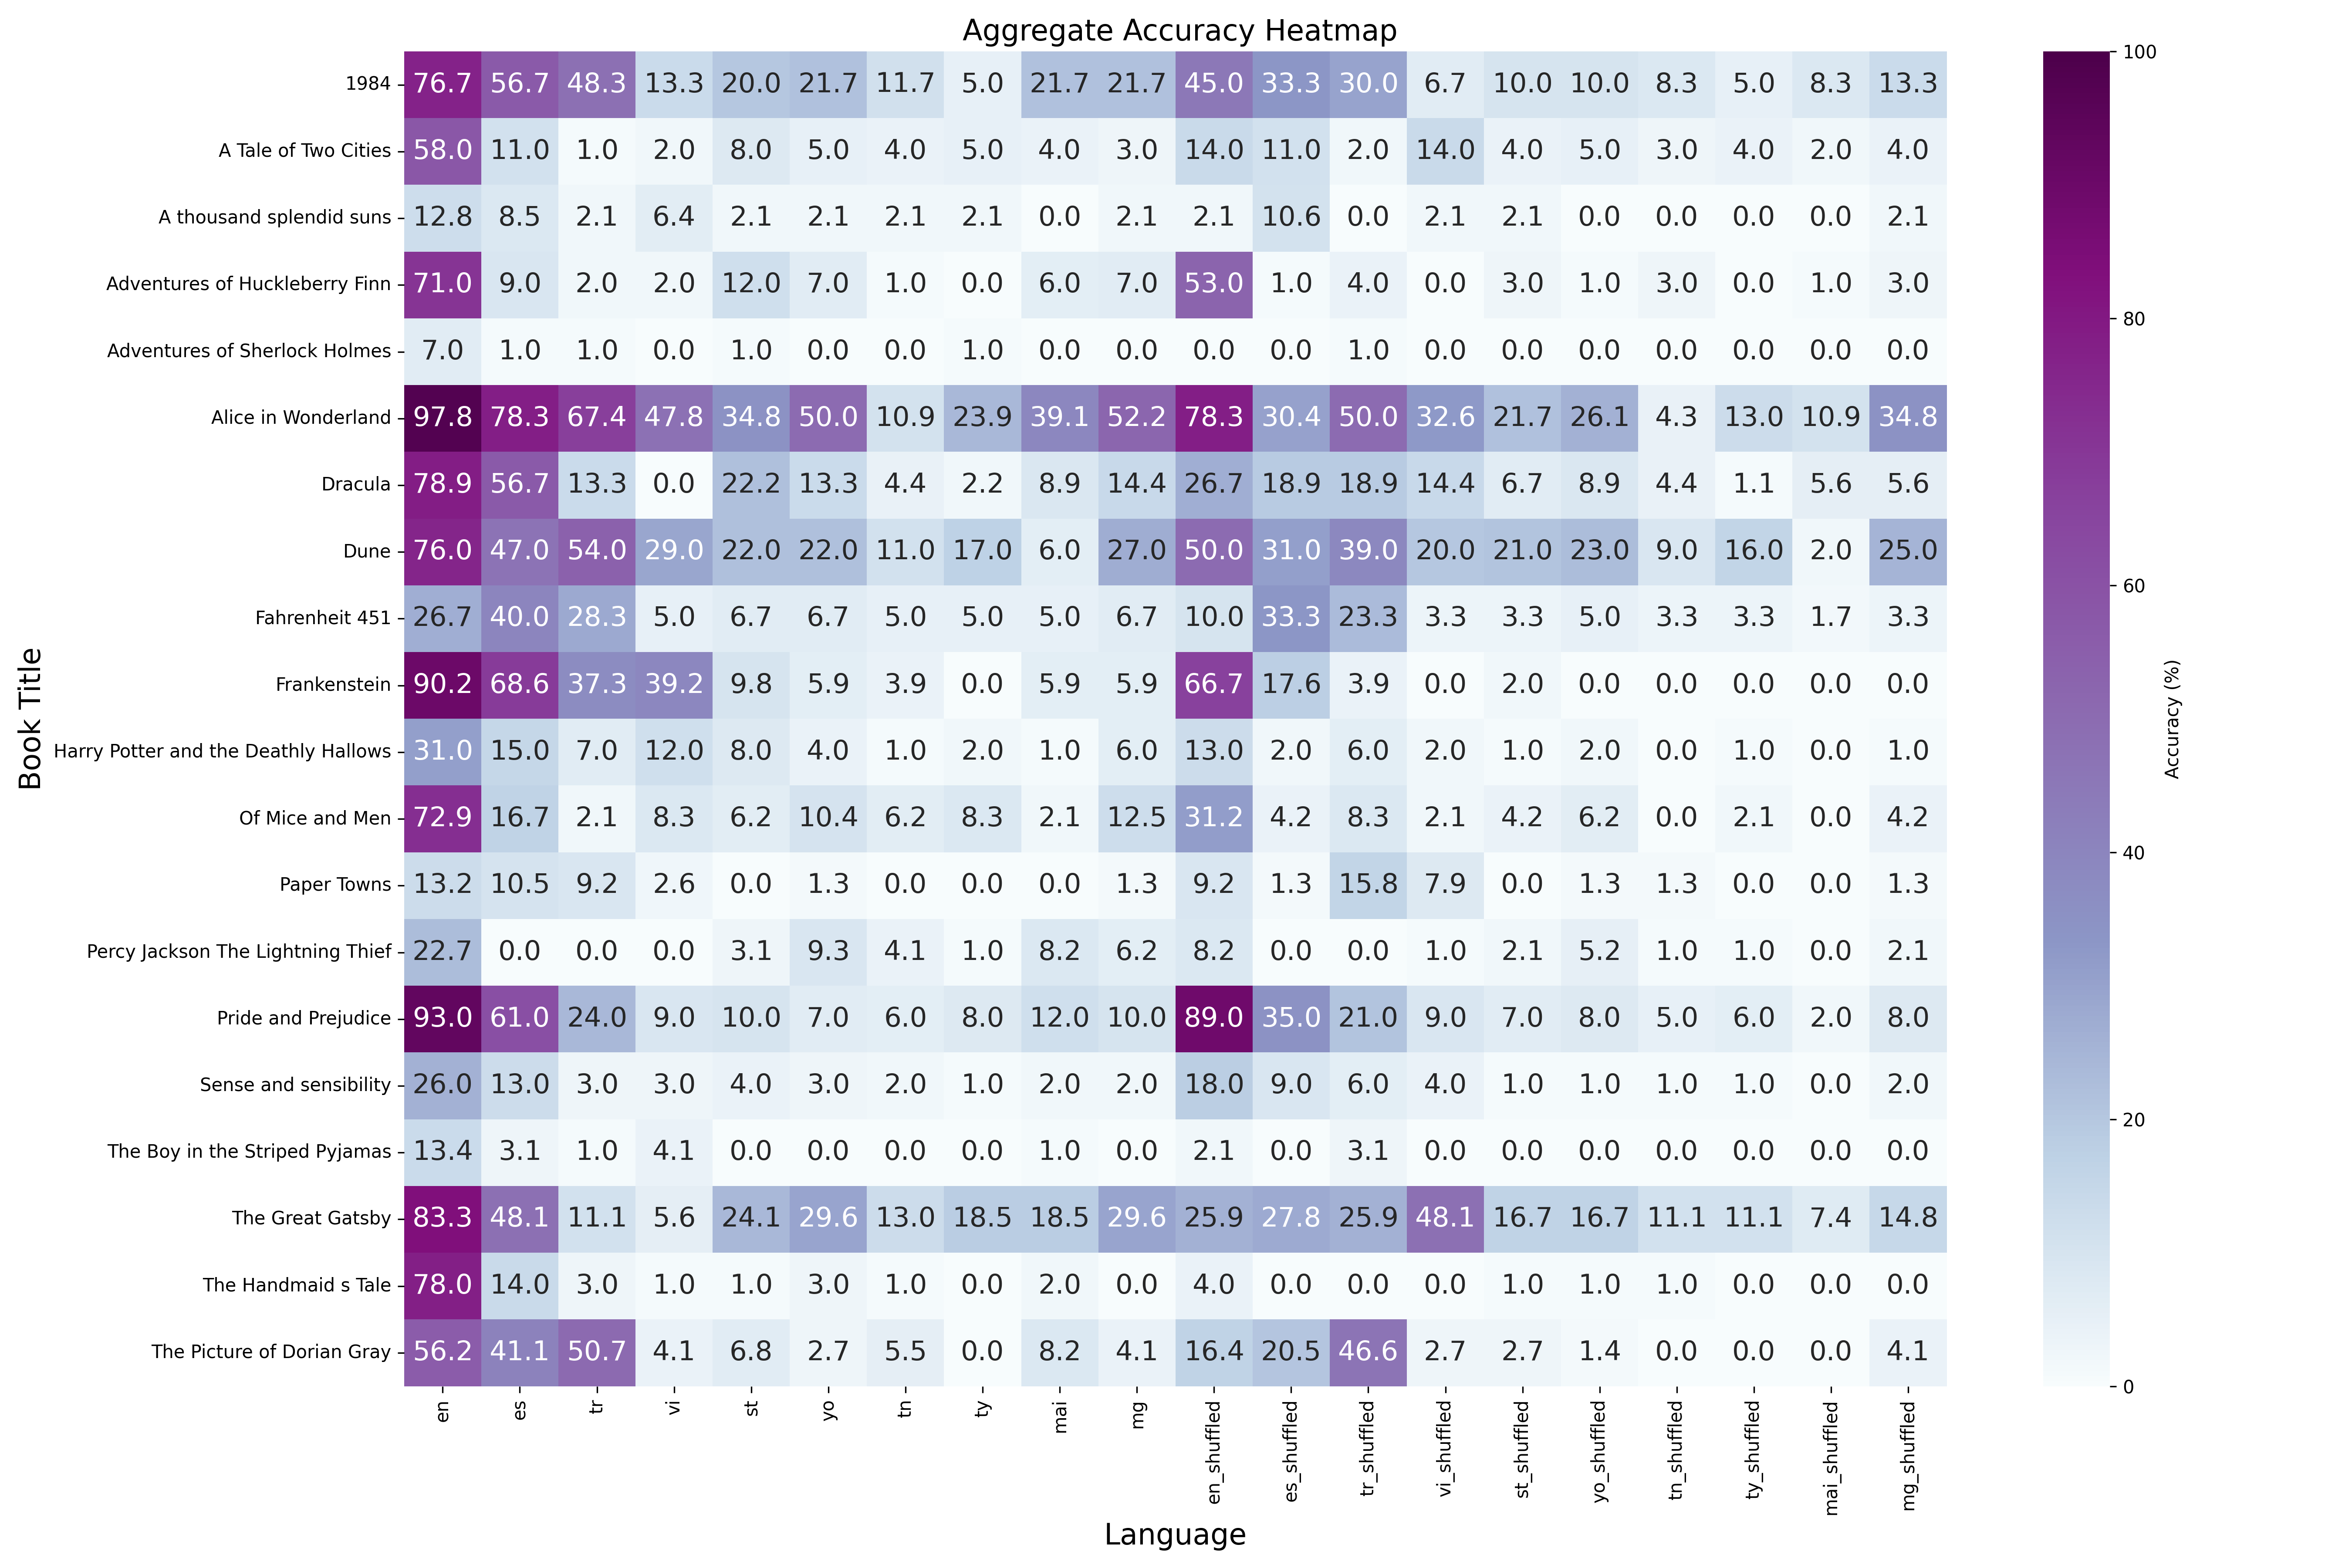 Aggregate Accuracy Heatmap
1984 76.7 56.7 48.3 13.3 20.0 21.7 11.7 5.0 21.7 21.7 45.0 33.3 30.0 6.7 10.0 10.0 8.3 5.0 8.3 13.3
A Tale of Two Cities 58.0 11.0 1.0 2.0 8.0 5.0 4.0 5.0 4.0 3.0 14.0 11.0 2.0 14.0 4.0 5.0 3.0 4.0 2.0 4.0
A thousand splendid suns 12.8 8.5 2.1 6.4 2.1 2.1 2.1 2.1 0.0 2.1 2.1 10.6 0.0 2.1 2.1 0.0 0.0 0.0 0.0 2.1
Adventures of Huckleberry Finn 71.0 9.0 2.0 2.0 12.0 7.0 1.0 0.0 6.0 7.0 53.0 1.0 4.0 0.0 3.0 1.0 3.0 0.0 1.0 3.0
Adventures of Sherlock Holmes 7.0 1.0 1.0 0.0 1.0 0.0 0.0 1.0 0.0 0.0 0.0 0.0 1.0 0.0 0.0 0.0 0.0 0.0 0.0 0.0
Alice in Wonderland 97.8 78.3 67.4 47.8 34.8 50.0 10.9 23.9 39.1 52.2 78.3 30.4 50.0 32.6 21.7 26.1 4.3 13.0 10.9 34.8
Dracula 78.9 56.7 13.3 0.0 22.2 13.3 4.4 2.2 8.9 14.4 26.7 18.9 18.9 14.4 6.7 8.9 4.4 1.1 5.6 5.6
Dune 76.0 47.0 54.0 29.0 22.0 22.0 11.0 17.0 6.0 27.0 50.0 31.0 39.0 20.0 21.0 23.0 9.0 16.0 2.0 25.0
Fahrenheit 451 26.7 40.0 28.3 5.0 6.7 6.7 5.0 5.0 5.0 6.7 10.0 33.3 23.3 3.3 3.3 5.0 3.3 3.3 1.7 3.3
Frankenstein 90.2 68.6 37.3 39.2 9.8 5.9 3.9 0.0 5.9 5.9 66.7 17.6 3.9 0.0 2.0 0.0 0.0 0.0 0.0 0.0
Harry Potter and the Deathly Hallows 31.0 15.0 7.0 12.0 8.0 4.0 1.0 2.0 1.0 6.0 13.0 2.0 6.0 2.0 1.0 2.0 0.0 1.0 0.0 1.0
Of Mice and Men 72.9 16.7 2.1 8.3 6.2 10.4 6.2 8.3 2.1 12.5 31.2 4.2 8.3 2.1 4.2 6.2 0.0 2.1 0.0 4.2
Paper Towns 13.2 10.5 9.2 2.6 0.0 1.3 0.0 0.0 0.0 1.3 9.2 1.3 15.8 7.9 0.0 1.3 1.3 0.0 0.0 1.3
Percy Jackson The Lightning Thief 22.7 0.0 0.0 0.0 3.1 9.3 4.1 1.0 8.2 6.2 8.2 0.0 0.0 1.0 2.1 5.2 1.0 1.0 0.0 2.1
Pride and Prejudice 93.0 61.0 24.0 9.0 10.0 7.0 6.0 8.0 12.0 10.0 89.0 35.0 21.0 9.0 7.0 8.0 5.0 6.0 2.0 8.0
Sense and sensibility 26.0 13.0 3.0 3.0 4.0 3.0 2.0 1.0 2.0 2.0 18.0 9.0 6.0 4.0 1.0 1.0 1.0 1.0 0.0 2.0
The Boy in the Striped Pyjamas 13.4 3.1 1.0 4.1 0.0 0.0 0.0 0.0 1.0 0.0 2.1 0.0 3.1 0.0 0.0 0.0 0.0 0.0 0.0 0.0
The Great Gatsby 83.3 48.1 11.1 5.6 24.1 29.6 13.0 18.5 18.5 29.6 25.9 27.8 25.9 48.1 16.7 16.7 11.1 11.1 7.4 14.8
The Handmaid s Tale 78.0 14.0 3.0 1.0 1.0 3.0 1.0 0.0 2.0 0.0 4.0 0.0 0.0 0.0 1.0 1.0 1.0 0.0 0.0 0.0
The Picture of Dorian Gray 56.2 41.1 50.7 4.1 6.8 2.7 5.5 0.0 8.2 4.1 16.4 20.5 46.6 2.7 2.7 1.4 0.0 0.0 0.0 4.1
en es tr vi st yo tn ty mai mg en_shuffled es_shuffled tr_shuffled vi_shuffled st_shuffled yo_shuffled tn_shuffled ty_shuffled mai_shuffled mg_shuffled
Language
Book Title
100
80
60
40
20
0
Accuracy (%)